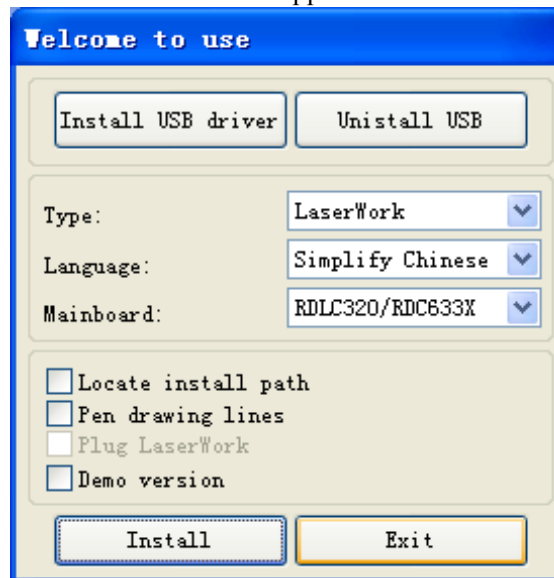 Welcome to use
Install USB driver Unistall USB
Type: LaserWork
Language: Simplify Chinese
Mainboard: RDLC320/RDC633X
Locate install path
Pen drawing lines
Plug LaserWork
Demo version
Install Exit